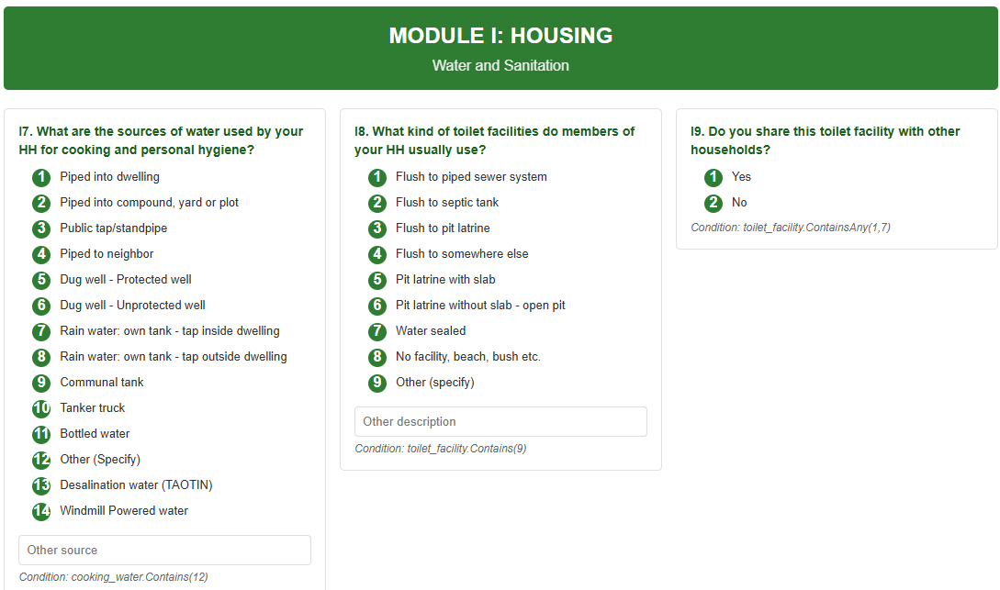 MODULE I: HOUSING
Water and Sanitation
I7. What are the sources of water used by your
HH for cooking and personal hygiene?
1 Piped into dwelling
2 Piped into compound, yard or plot
3 Public tap/standpipe
4 Piped to neighbor
5 Dug well - Protected well
6 Dug well - Unprotected well
7 Rain water: own tank - tap inside dwelling
8 Rain water: own tank - tap outside dwelling
9 Communal tank
10 Tanker truck
11 Bottled water
12 Other (Specify)
13 Desalination water (TAOTIN)
14 Windmill Powered water
Other source
Condition: cooking_water.Contains(12)
I8. What kind of toilet facilities do members of
your HH usually use?
1 Flush to piped sewer system
2 Flush to septic tank
3 Flush to pit latrine
4 Flush to somewhere else
5 Pit latrine with slab
6 Pit latrine without slab - open pit
7 Water sealed
8 No facility, beach, bush etc.
9 Other (specify)
Other description
Condition: toilet_facility.Contains(9)
I9. Do you share this toilet facility with other
households?
1 Yes
2 No
Condition: toilet_facility.ContainsAny(1,7)